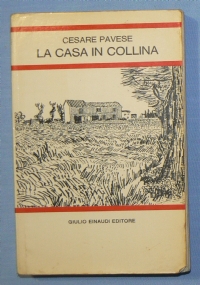 CESARE PAVESE
LA CASA IN COLLINA
GIULIO EINAUDI EDITORE